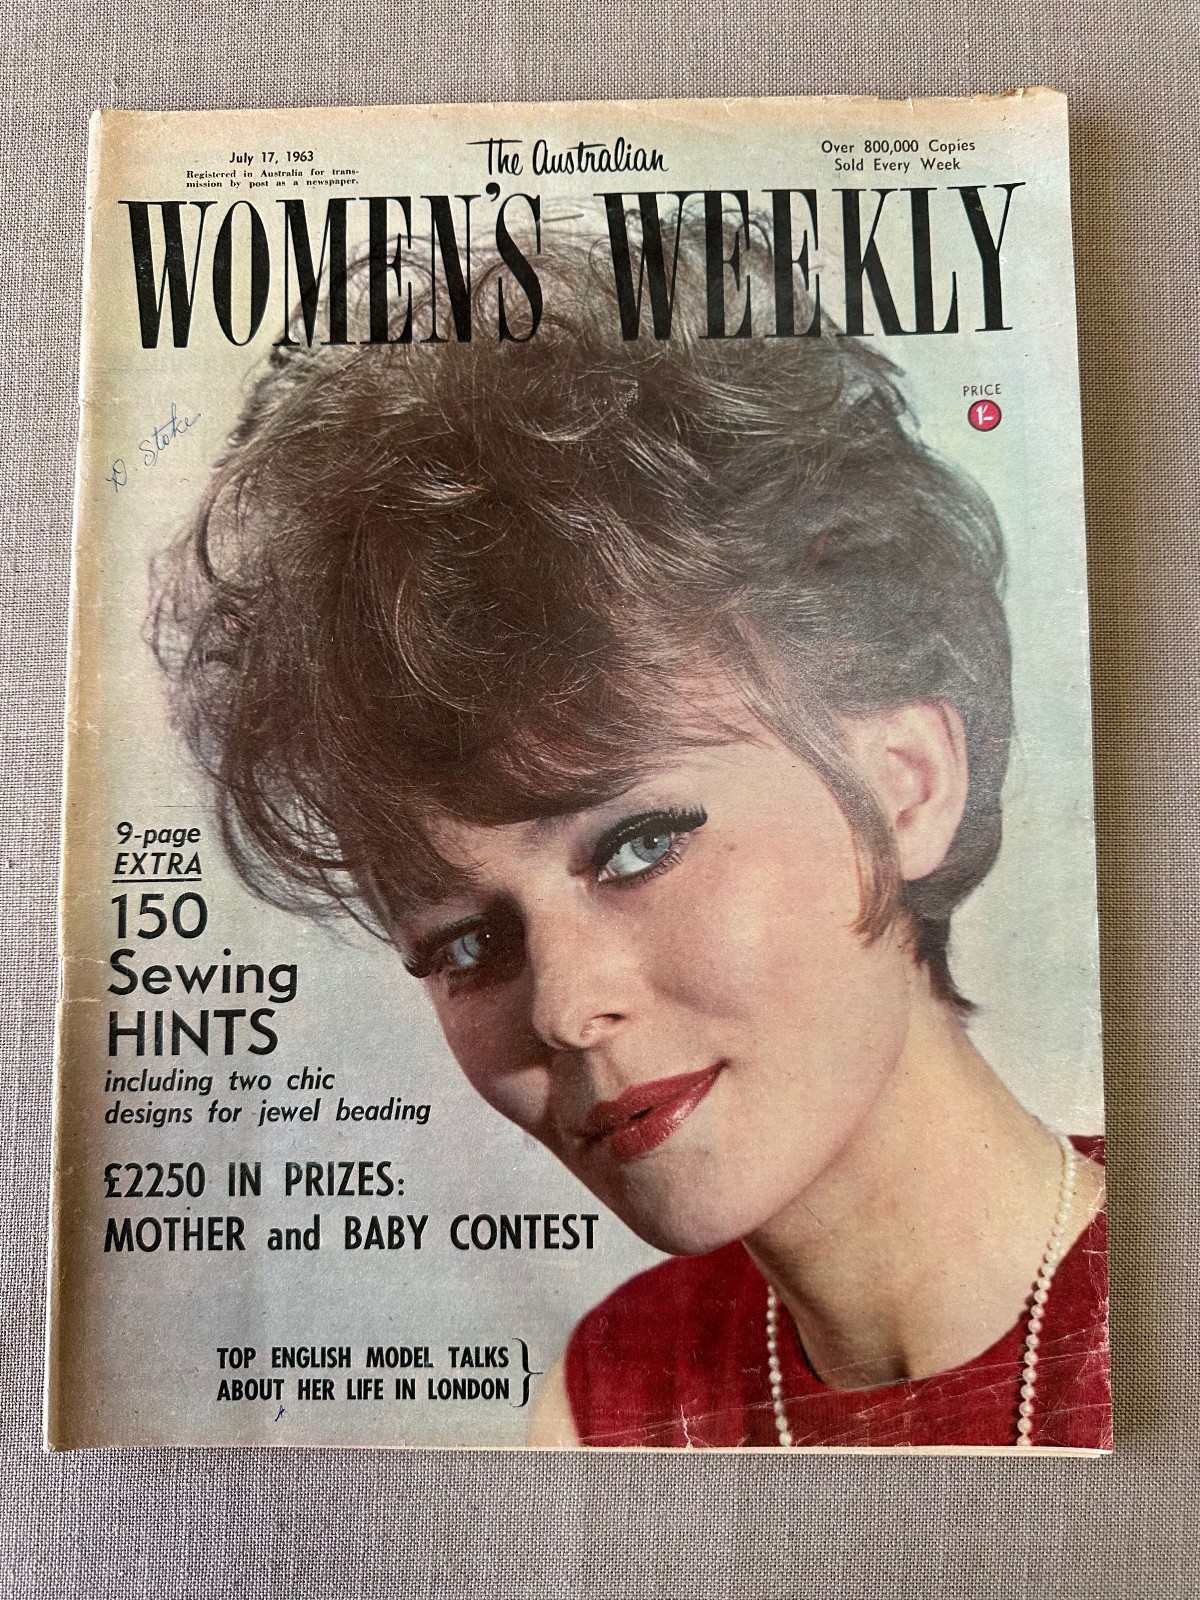 July 17, 1963
Registered in Australia for trans-
mission by post as a newspaper.
The Australian
Over 800,000 Copies
Sold Every Week
WOMEN'S WEEKLY
PRICE
1/-
D. Stoke
9-page
EXTRA
150
Sewing
HINTS
including two chic
designs for jewel beading
£2250 IN PRIZES:
MOTHER and BABY CONTEST
TOP ENGLISH MODEL TALKS
ABOUT HER LIFE IN LONDON